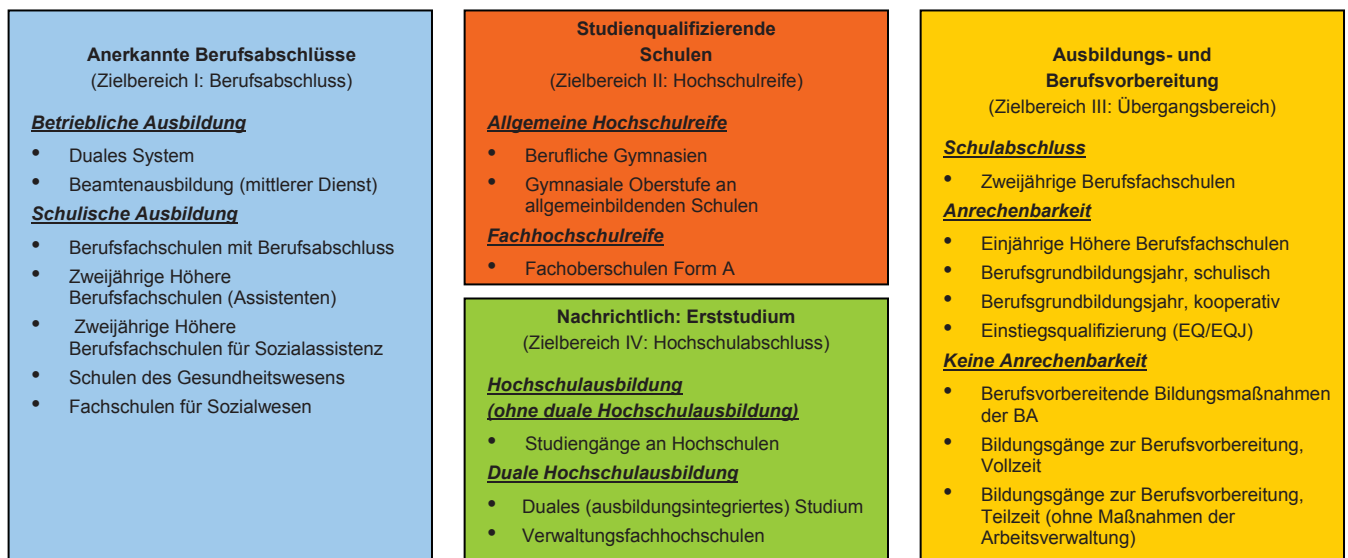 Anerkannte Berufsabschlüsse
(Zielbereich I: Berufsabschluss)
Betriebliche Ausbildung
• Duales System
• Beamtenausbildung (mittlerer Dienst)
Schulische Ausbildung
• Berufsfachschulen mit Berufsabschluss
• Zweijährige Höhere
Berufsfachschulen (Assistenten)
• Zweijährige Höhere
Berufsfachschulen für Sozialassistenz
• Schulen des Gesundheitswesens
• Fachschulen für Sozialwesen
Studienqualifizierende
Schulen
(Zielbereich II: Hochschulreife)
Allgemeine Hochschulreife
• Berufliche Gymnasien
• Gymnasiale Oberstufe an
allgemeinbildenden Schulen
Fachhochschulreife
• Fachoberschulen Form A
Nachrichtlich: Erststudium
(Zielbereich IV: Hochschulabschluss)
Hochschulausbildung
(ohne duale Hochschulausbildung)
• Studiengänge an Hochschulen
Duale Hochschulausbildung
• Duales (ausbildungsintegriertes) Studium
• Verwaltungsfachhochschulen
Ausbildungs- und
Berufsvorbereitung
(Zielbereich III: Übergangsbereich)
Schulabschluss
• Zweijährige Berufsfachschulen
Anrechenbarkeit
• Einjährige Höhere Berufsfachschulen
• Berufsgrundbildungsjahr, schulisch
• Berufsgrundbildungsjahr, kooperativ
• Einstiegsqualifizierung (EQ/EQJ)
Keine Anrechenbarkeit
• Berufsvorbereitende Bildungsmaßnahmen
der BA
• Bildungsgänge zur Berufsvorbereitung,
Vollzeit
• Bildungsgänge zur Berufsvorbereitung,
Teilzeit (ohne Maßnahmen der
Arbeitsverwaltung)